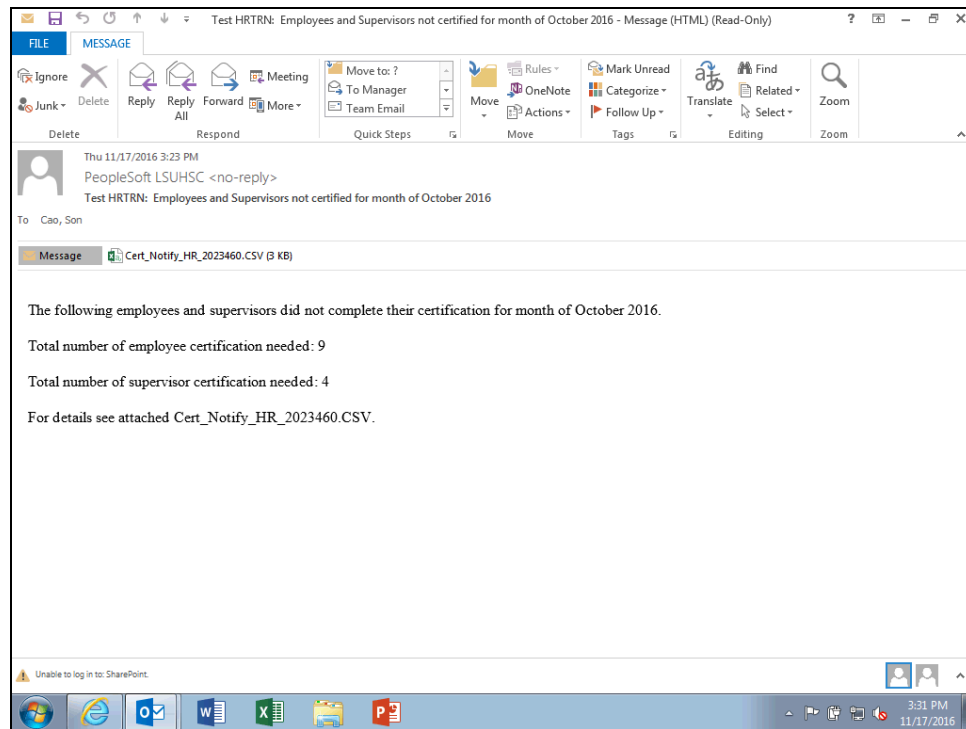 Test HRTRN: Employees and Supervisors not certified for month of October 2016 - Message (HTML) (Read-Only)
FILE MESSAGE
Ignore
Junk
Delete
Reply
Reply All
Forward
Meeting
More
Move to: ?
To Manager
Team Email
Move
Rules
OneNote
Actions
Mark Unread
Categorize
Follow Up
Translate
Find
Related
Select
Zoom
Delete Respond Quick Steps Move Tags Editing Zoom
Thu 11/17/2016 3:23 PM
PeopleSoft LSUHSC <no-reply>
Test HRTRN: Employees and Supervisors not certified for month of October 2016
To Cao, Son
Message Cert_Notify_HR_2023460.CSV (3 KB)
The following employees and supervisors did not complete their certification for month of October 2016.
Total number of employee certification needed: 9
Total number of supervisor certification needed: 4
For details see attached Cert_Notify_HR_2023460.CSV.
Unable to log in to: SharePoint.
3:31 PM
11/17/2016